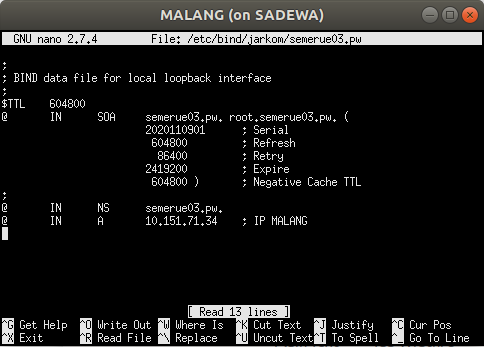 MALANG (on SADEWA)
GNU nano 2.7.4 File: /etc/bind/jarkom/semerue03.pw
;
; BIND data file for local loopback interface
;
$TTL 604800
@ IN SOA semerue03.pw. root.semerue03.pw. (
2020110901 ; Serial
604800 ; Refresh
86400 ; Retry
2419200 ; Expire
604800 ) ; Negative Cache TTL
;
@ IN NS semerue03.pw.
@ IN A 10.151.71.34 ; IP MALANG
[ Read 13 lines ]
^G Get Help ^O Write Out ^W Where Is ^K Cut Text ^J Justify ^C Cur Pos
^X Exit ^R Read File ^\ Replace ^U Uncut Text ^T To Spell ^_ Go To Line